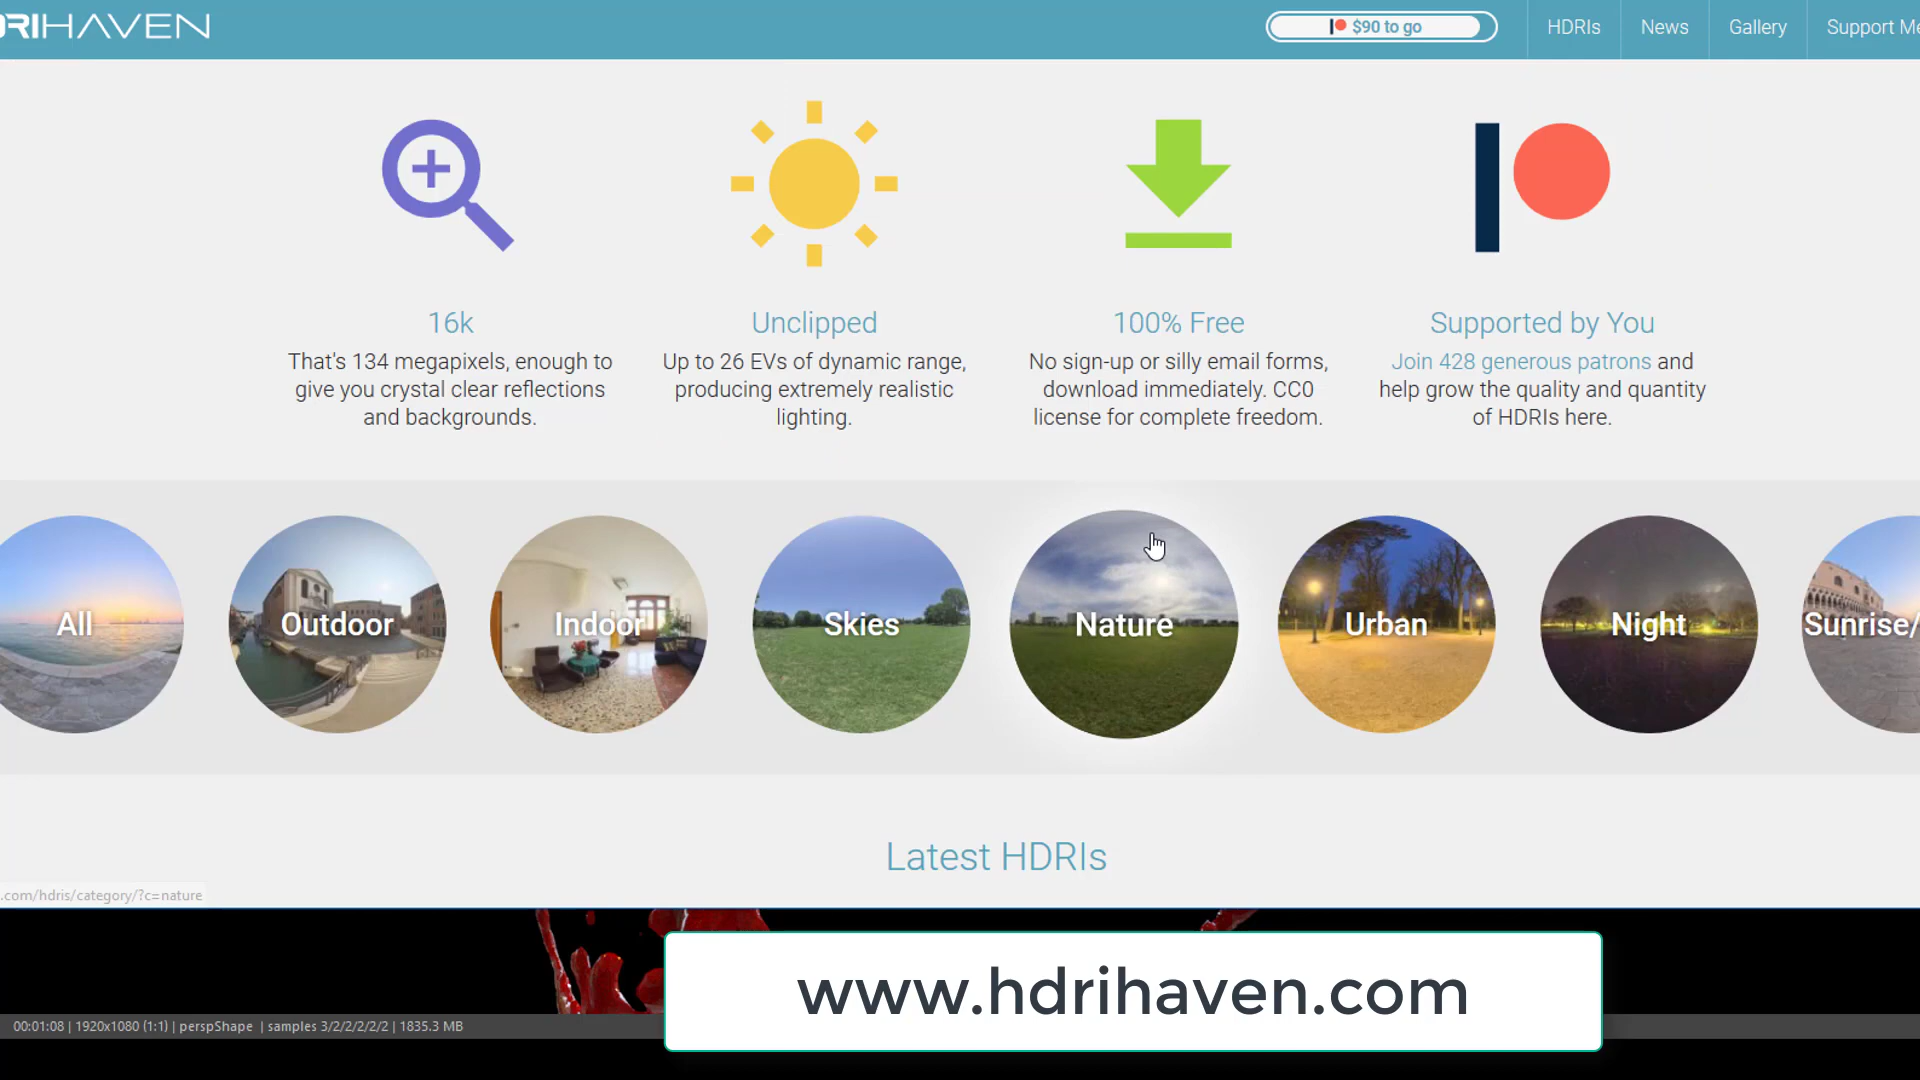 DRIHAVEN
$90 to go
HDRIs
News
Gallery
Support Me
16k
That's 134 megapixels, enough to
give you crystal clear reflections
and backgrounds.
Unclipped
Up to 26 EVs of dynamic range,
producing extremely realistic
lighting.
100% Free
No sign-up or silly email forms,
download immediately. CC0
license for complete freedom.
Supported by You
Join 428 generous patrons and
help grow the quality and quantity
of HDRIs here.
All
Outdoor
Indoor
Skies
Nature
Urban
Night
Sunrise/
Latest HDRIs
.com/hdris/category/?c=nature
www.hdrihaven.com
00:01:08 | 1920x1080 (1:1) | perspShape | samples 3/2/2/2/2/2 | 1835.3 MB